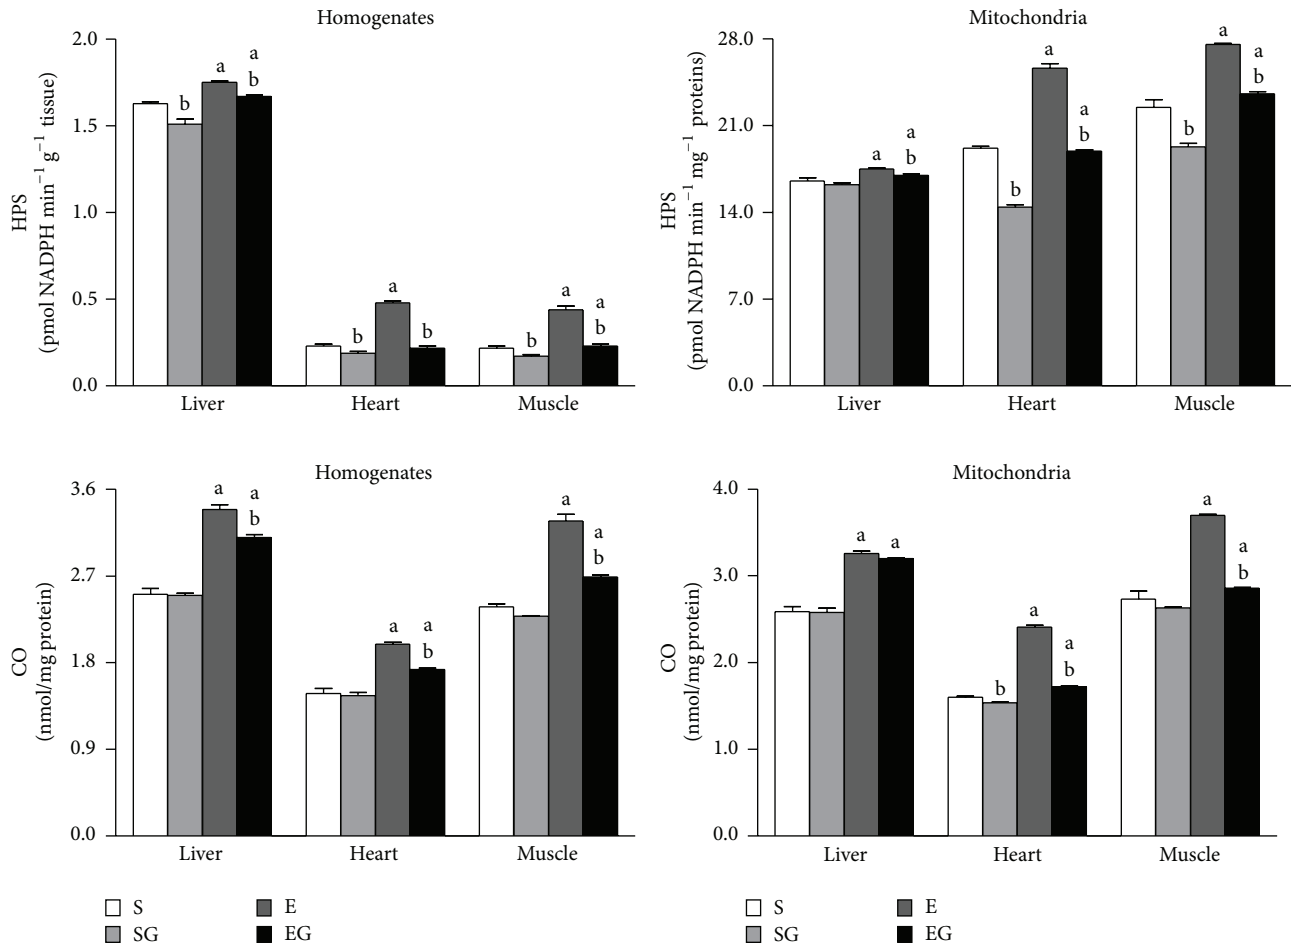 Homogenates
2.0
1.5
1.0
0.5
0.0
HPS
(pmol NADPH min⁻¹ g⁻¹ tissue)
b
a
a
b
b
a
b
b
a
a
b
Liver Heart Muscle
Mitochondria
28.0
21.0
14.0
7.0
0.0
HPS
(pmol NADPH min⁻¹ mg⁻¹ proteins)
a
a
b
b
a
a
b
b
a
a
b
Liver Heart Muscle
Homogenates
3.6
2.7
1.8
0.9
0.0
CO
(nmol/mg protein)
a
a
b
a
a
b
a
a
b
Liver Heart Muscle
S E
SG EG
Mitochondria
4.0
3.0
2.0
1.0
0.0
CO
(nmol/mg protein)
a a
b
a
a
b
a
a
b
Liver Heart Muscle
S E
SG EG